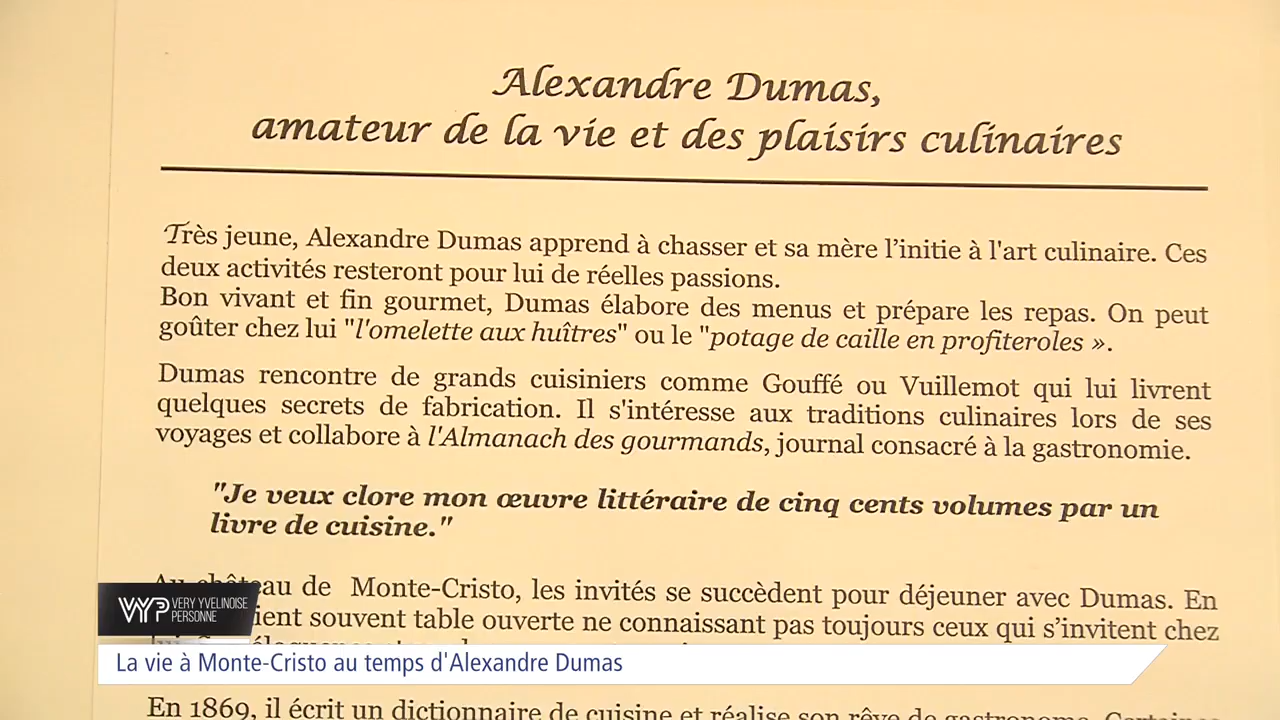 Alexandre Dumas,
amateur de la vie et des plaisirs culinaires
Très jeune, Alexandre Dumas apprend à chasser et sa mère l’initie à l'art culinaire. Ces
deux activités resteront pour lui de réelles passions.
Bon vivant et fin gourmet, Dumas élabore des menus et prépare les repas. On peut
goûter chez lui "l'omelette aux huîtres" ou le "potage de caille en profiteroles ».
Dumas rencontre de grands cuisiniers comme Gouffé ou Vuillemot qui lui livrent
quelques secrets de fabrication. Il s'intéresse aux traditions culinaires lors de ses
voyages et collabore à l'Almanach des gourmands, journal consacré à la gastronomie.
"Je veux clore mon œuvre littéraire de cinq cents volumes par un
livre de cuisine."
Au château de Monte-Cristo, les invités se succèdent pour déjeuner avec Dumas. En
souvent table ouverte ne connaissant pas toujours ceux qui s’invitent chez
VYP VERY YVELINOISE
PERSONNE
La vie à Monte-Cristo au temps d'Alexandre Dumas
En 1869, il écrit un dictionnaire de cuisine et réalise son rêve de gastronome. Certaines